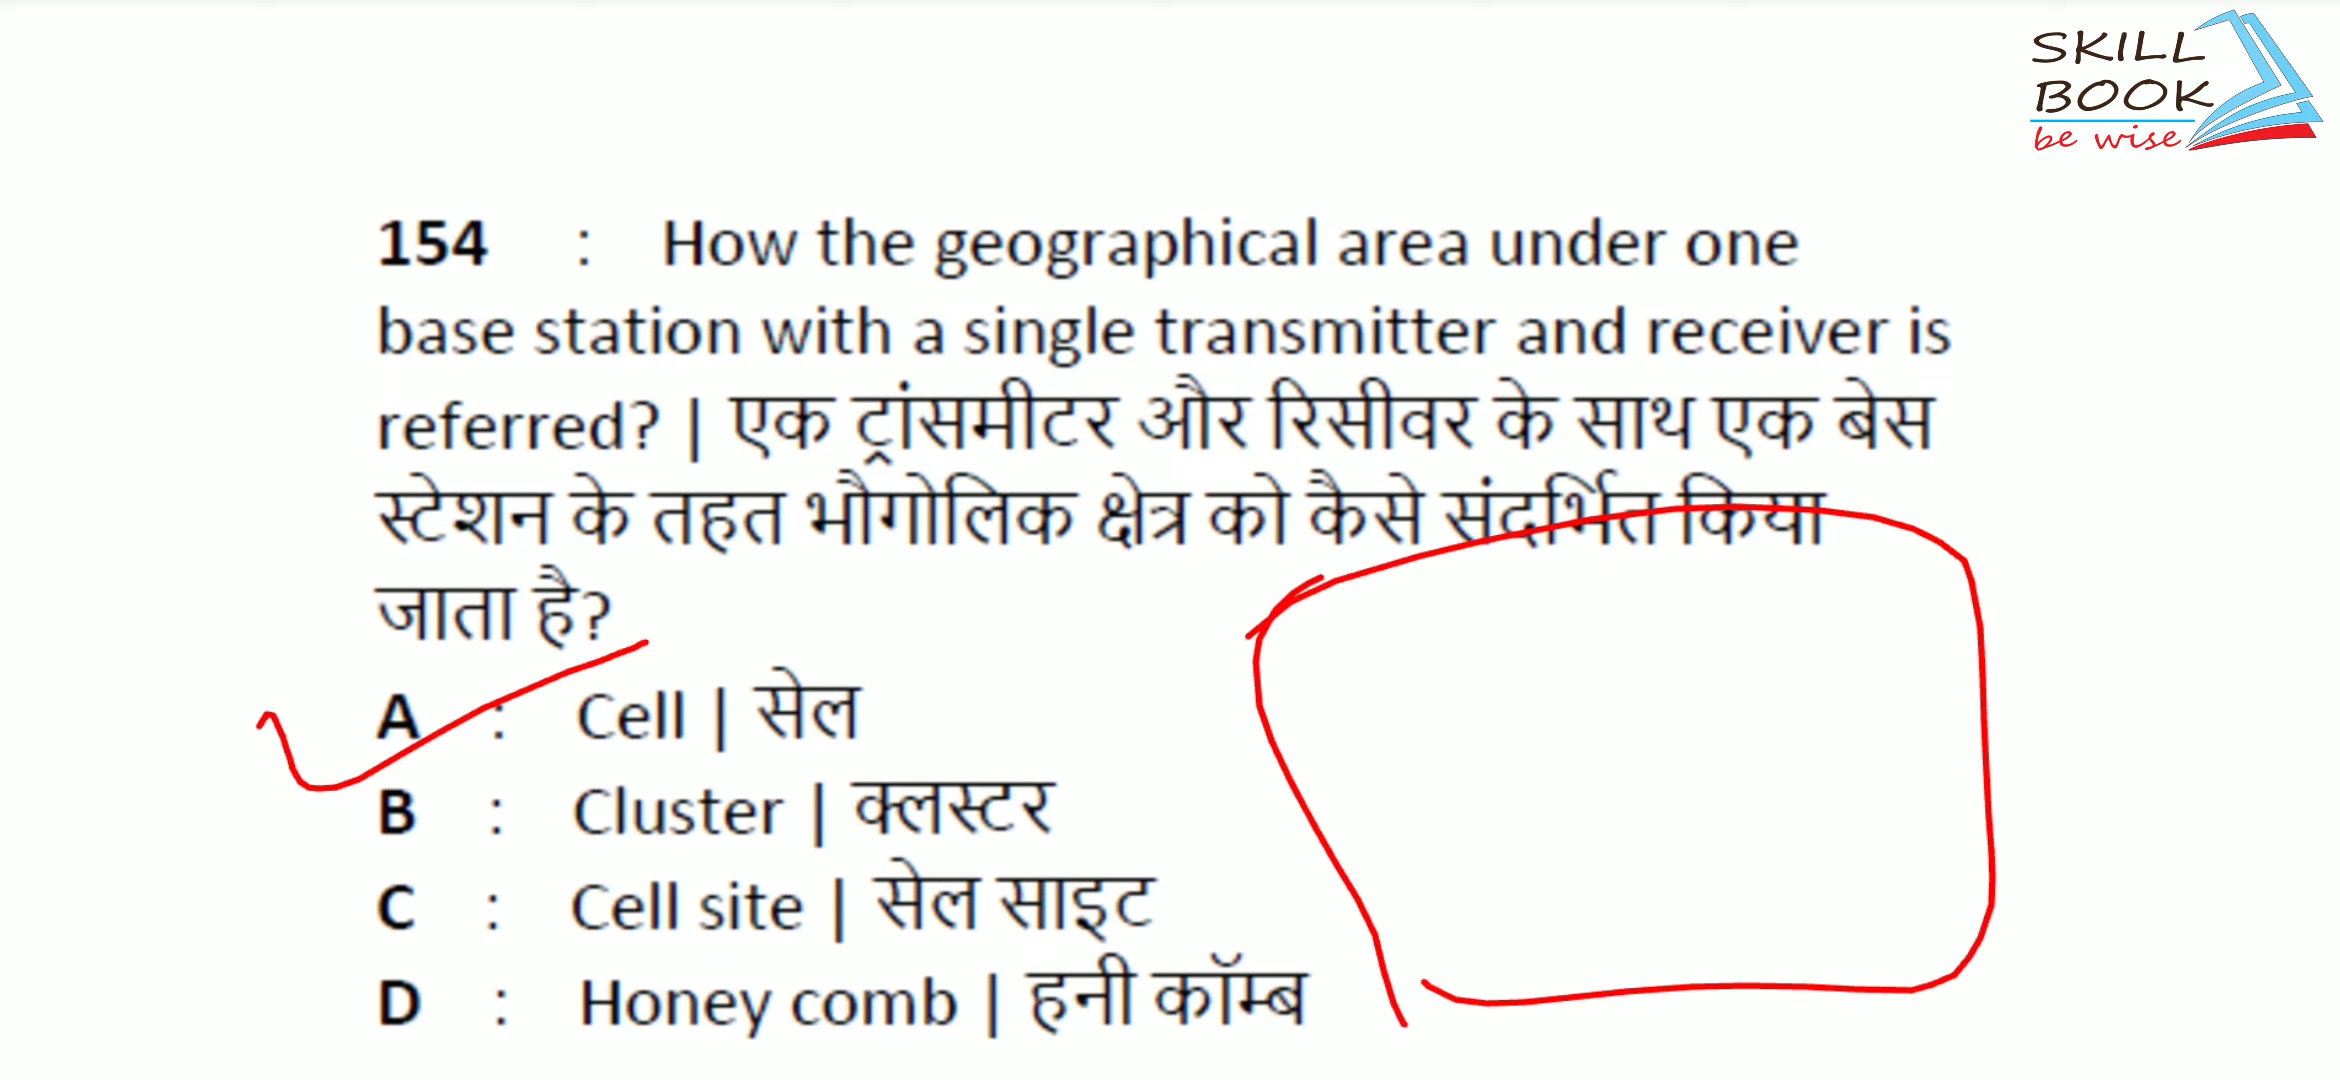 SKILL
BOOK
be wise
154 : How the geographical area under one
base station with a single transmitter and receiver is
referred? | एक ट्रांसमीटर और रिसीवर के साथ एक बेस
स्टेशन के तहत भौगोलिक क्षेत्र को कैसे संदर्भित किया
जाता है?
A : Cell | सेल
B : Cluster | क्लस्टर
C : Cell site | सेल साइट
D : Honey comb | हनी कॉम्ब